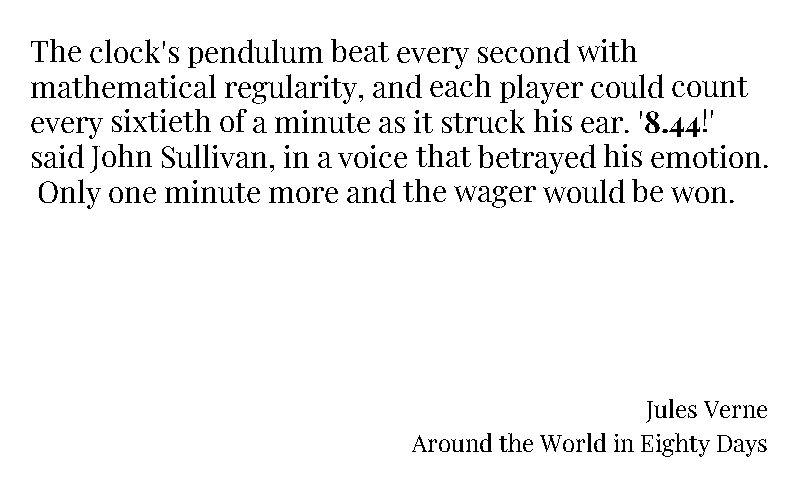 The clock's pendulum beat every second with
mathematical regularity, and each player could count
every sixtieth of a minute as it struck his ear. '8.44!'
said John Sullivan, in a voice that betrayed his emotion.
Only one minute more and the wager would be won.
Jules Verne
Around the World in Eighty Days